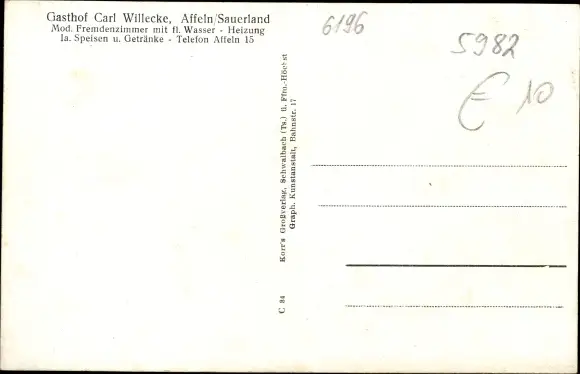 Gasthof Carl Willecke, Affeln/Sauerland
Mod. Fremdenzimmer mit fl. Wasser - Heizung
Ia. Speisen u. Getränke - Telefon Affeln 15
6196
5982
€ 10
C 84 Korr's Großverlag, Schwalbach (Ts.) ü. Ffm.-Höchst
Graph. Kunstanstalt, Bahnstr. 17